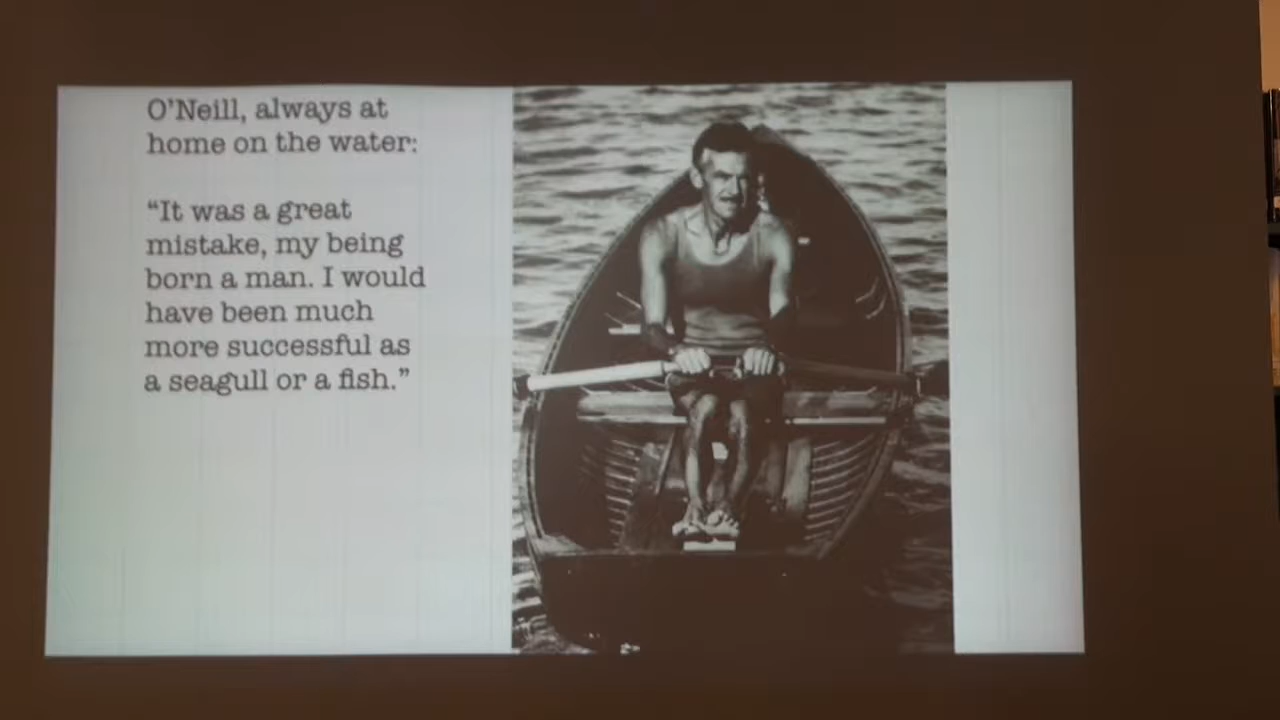 O'Neill, always at
home on the water:
“It was a great
mistake, my being
born a man. I would
have been much
more successful as
a seagull or a fish.”